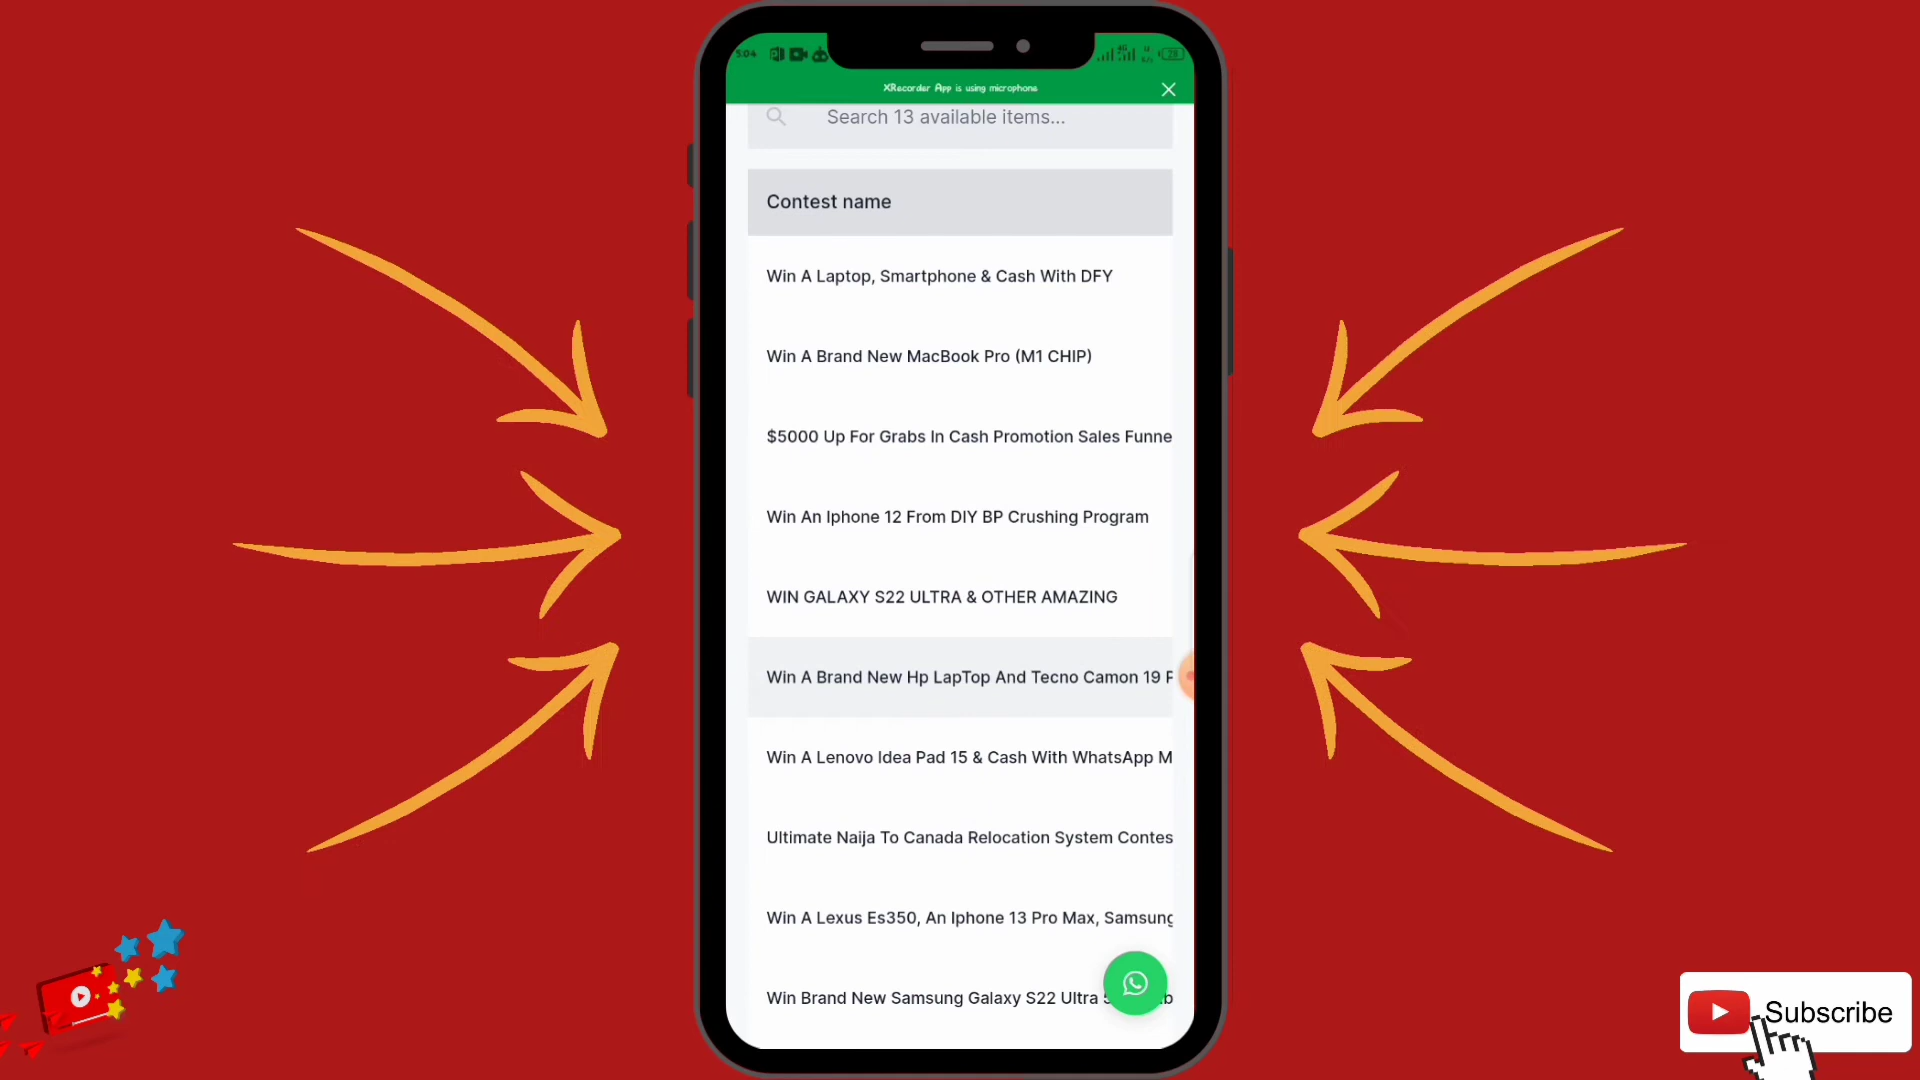 5:04
4G
28
XRecorder App is using microphone
Search 13 available items...
Contest name
Win A Laptop, Smartphone & Cash With DFY
Win A Brand New MacBook Pro (M1 CHIP)
$5000 Up For Grabs In Cash Promotion Sales Funne
Win An Iphone 12 From DIY BP Crushing Program
WIN GALAXY S22 ULTRA & OTHER AMAZING
Win A Brand New Hp LapTop And Tecno Camon 19 P
Win A Lenovo Idea Pad 15 & Cash With WhatsApp M
Ultimate Naija To Canada Relocation System Contes
Win A Lexus Es350, An Iphone 13 Pro Max, Samsung
Win Brand New Samsung Galaxy S22 Ultra
Subscribe